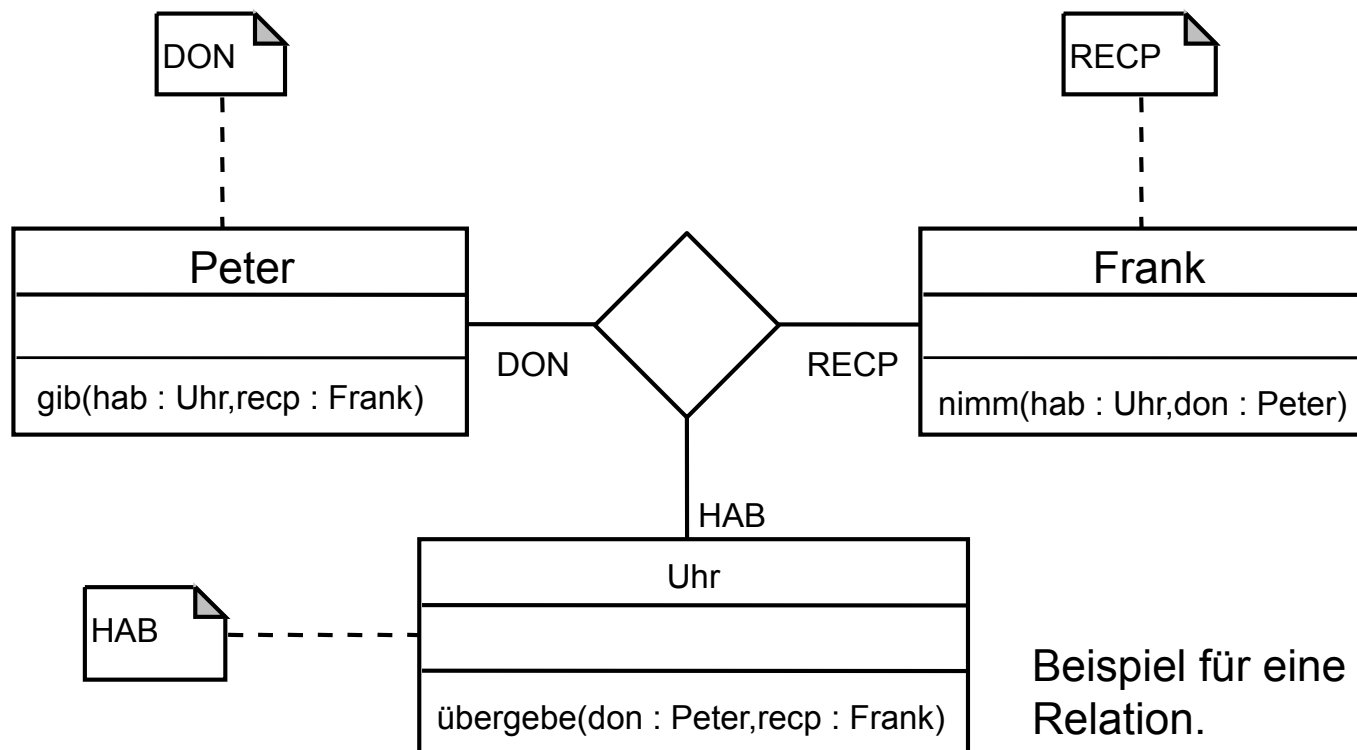 DON
RECP
Peter
Frank
DON
RECP
gib(hab : Uhr,recp : Frank)
nimm(hab : Uhr,don : Peter)
HAB
Uhr
HAB
übergebe(don : Peter,recp : Frank)
Beispiel für eine
Relation.